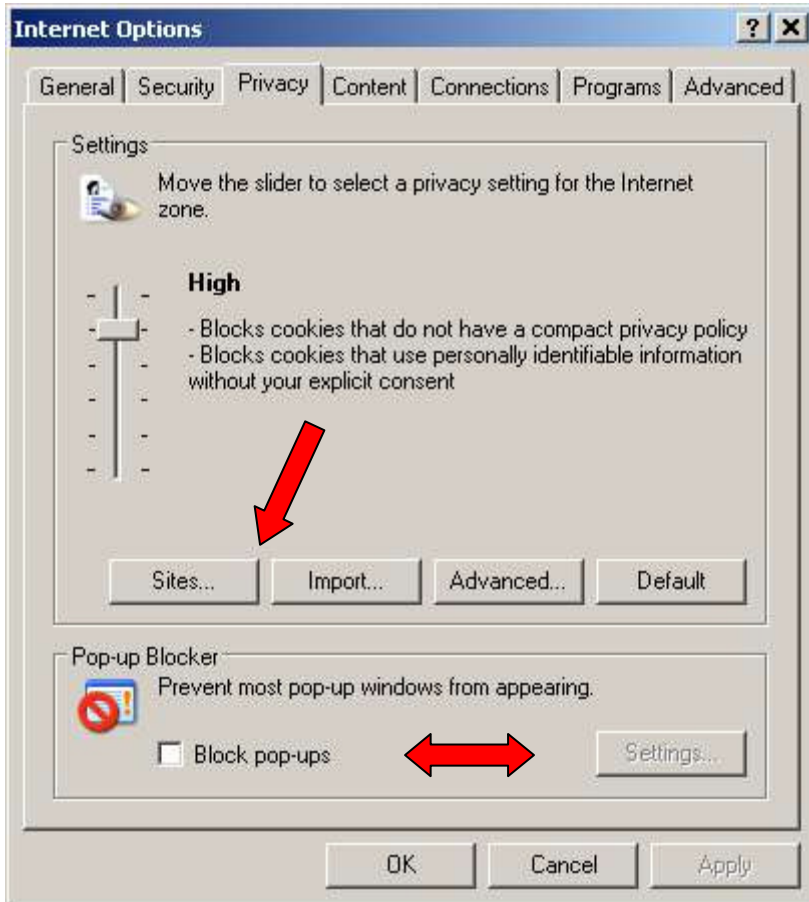 Internet Options
General Security Privacy Content Connections Programs Advanced
Settings
Move the slider to select a privacy setting for the Internet
zone.
High
- Blocks cookies that do not have a compact privacy policy
- Blocks cookies that use personally identifiable information
without your explicit consent
Sites... Import... Advanced... Default
Pop-up Blocker
Prevent most pop-up windows from appearing.
Block pop-ups Settings...
OK Cancel Apply